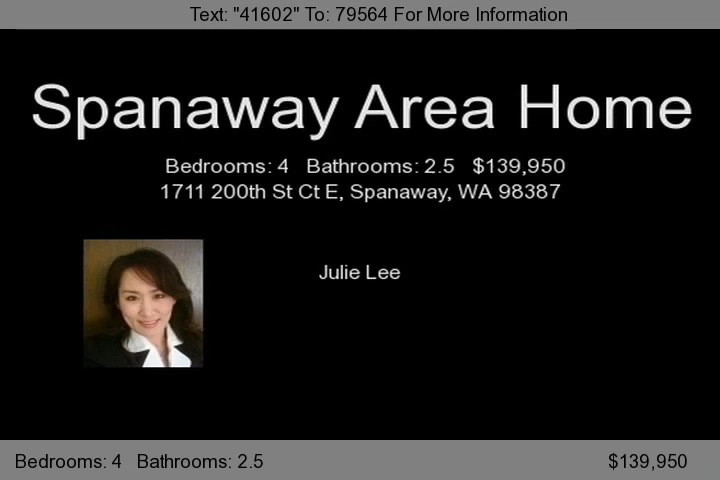 Text: "41602" To: 79564 For More Information
Spanaway Area Home
Bedrooms: 4 Bathrooms: 2.5 $139,950
1711 200th St Ct E, Spanaway, WA 98387
Julie Lee
Bedrooms: 4 Bathrooms: 2.5 $139,950